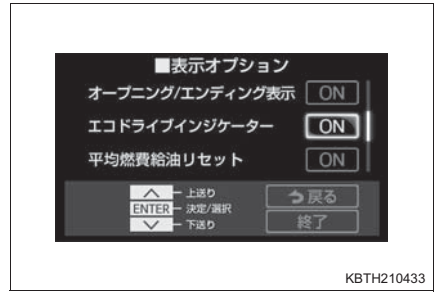 ■表示オプション
オープニング/エンディング表示 ON
エコドライブインジケーター ON
平均燃費給油リセット ON
上送り
ENTER 決定/選択
下送り
戻る
終了
KBTH210433